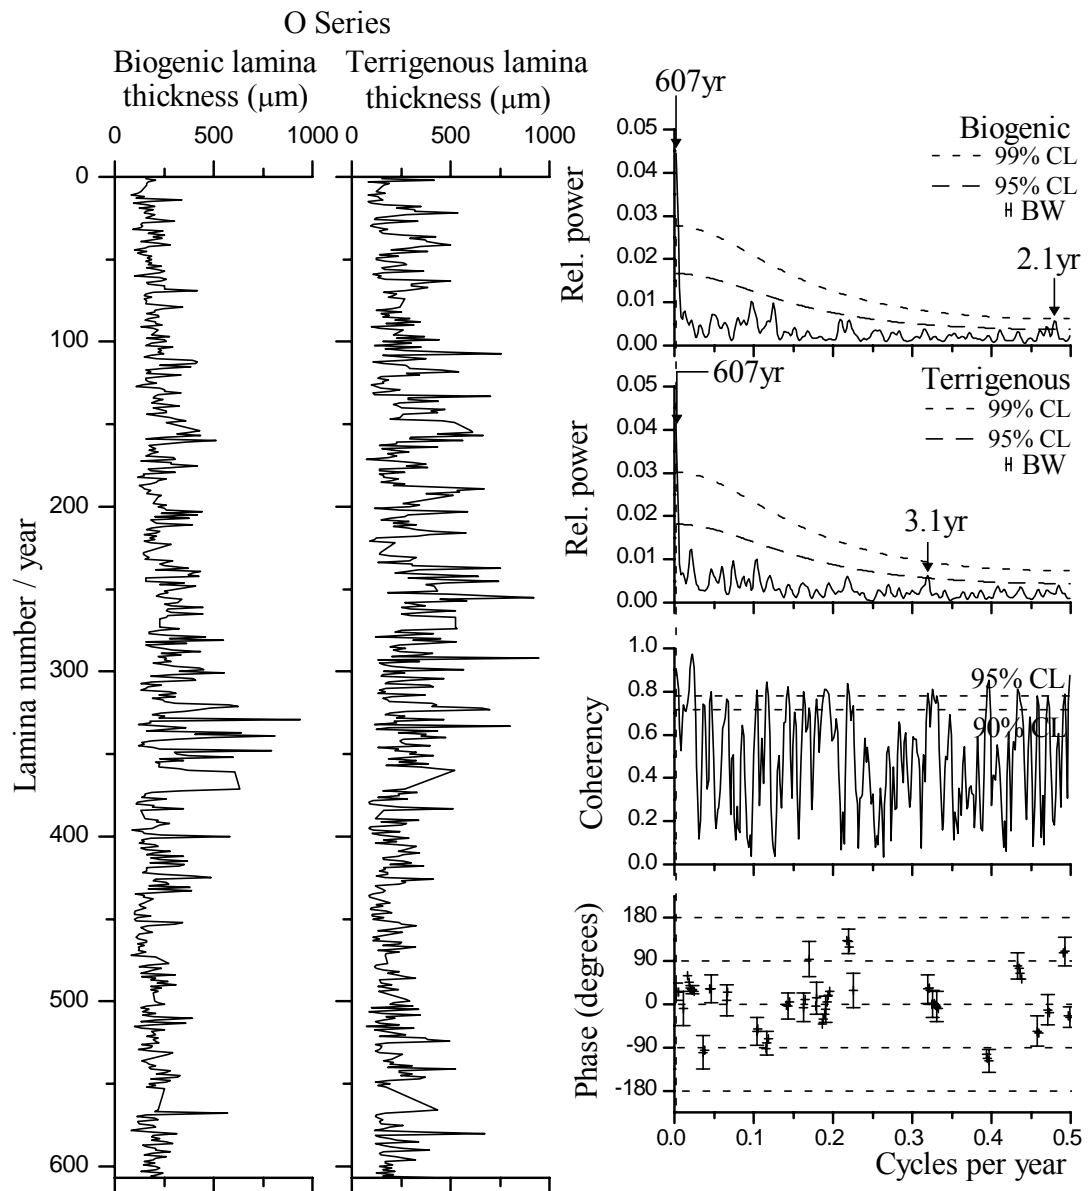 O Series
Biogenic lamina
thickness (μm)
Terrigenous lamina
thickness (μm)
0 500 1000
0 500 1000
Lamina number / year
0
100
200
300
400
500
600
607yr
Biogenic
99% CL
95% CL
BW
2.1yr
Rel. power
0.05
0.04
0.03
0.02
0.01
0.00
607yr
Terrigenous
99% CL
95% CL
BW
3.1yr
Rel. power
0.05
0.04
0.03
0.02
0.01
0.00
Coherency
1.0
0.8
0.6
0.4
0.2
0.0
95% CL
90% CL
Phase (degrees)
180
90
0
-90
-180
0.0 0.1 0.2 0.3 0.4 0.5
Cycles per year